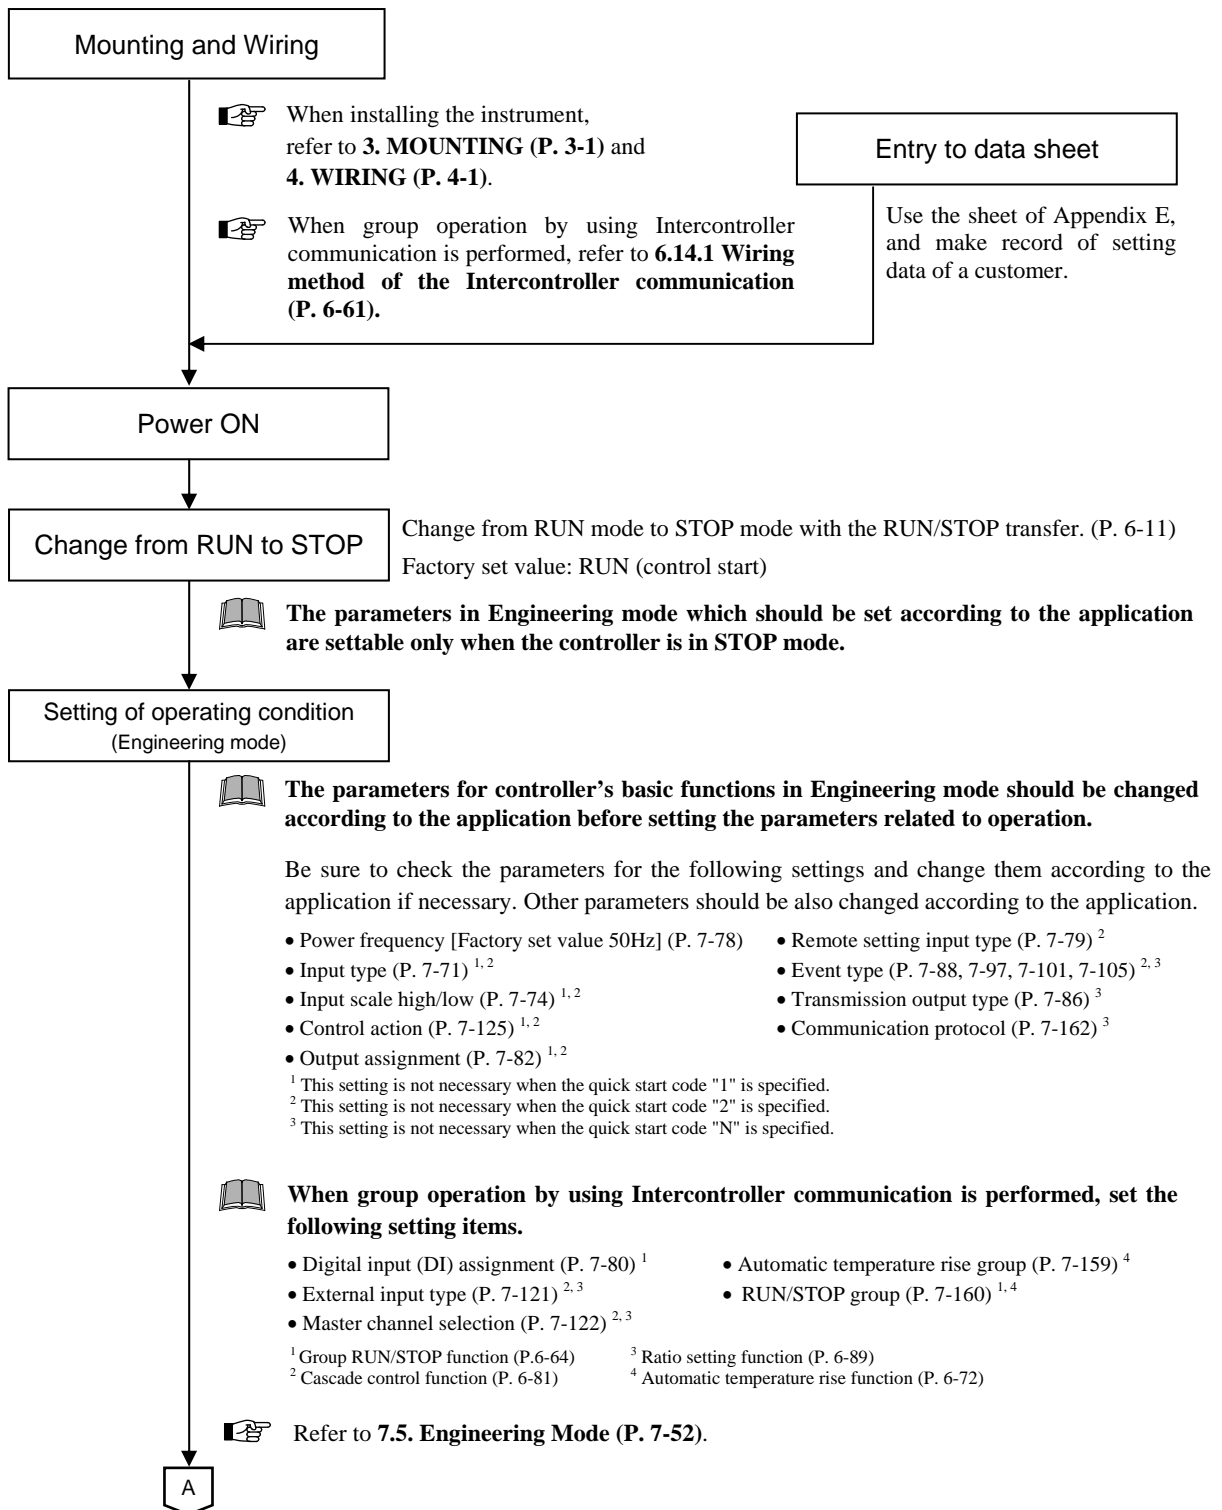 Mounting and Wiring
When installing the instrument,
refer to 3. MOUNTING (P. 3-1) and
4. WIRING (P. 4-1).
When group operation by using Intercontroller
communication is performed, refer to 6.14.1 Wiring
method of the Intercontroller communication
(P. 6-61).
Entry to data sheet
Use the sheet of Appendix E,
and make record of setting
data of a customer.
Power ON
Change from RUN to STOP
Change from RUN mode to STOP mode with the RUN/STOP transfer. (P. 6-11)
Factory set value: RUN (control start)
The parameters in Engineering mode which should be set according to the application
are settable only when the controller is in STOP mode.
Setting of operating condition
(Engineering mode)
The parameters for controller's basic functions in Engineering mode should be changed
according to the application before setting the parameters related to operation.
Be sure to check the parameters for the following settings and change them according to the
application if necessary. Other parameters should be also changed according to the application.
• Power frequency [Factory set value 50Hz] (P. 7-78)
• Input type (P. 7-71) 1, 2
• Input scale high/low (P. 7-74) 1, 2
• Control action (P. 7-125) 1, 2
• Output assignment (P. 7-82) 1, 2
• Remote setting input type (P. 7-79) 2
• Event type (P. 7-88, 7-97, 7-101, 7-105) 2, 3
• Transmission output type (P. 7-86) 3
• Communication protocol (P. 7-162) 3
1 This setting is not necessary when the quick start code "1" is specified.
2 This setting is not necessary when the quick start code "2" is specified.
3 This setting is not necessary when the quick start code "N" is specified.
When group operation by using Intercontroller communication is performed, set the
following setting items.
• Digital input (DI) assignment (P. 7-80) 1
• External input type (P. 7-121) 2, 3
• Master channel selection (P. 7-122) 2, 3
• Automatic temperature rise group (P. 7-159) 4
• RUN/STOP group (P. 7-160) 1, 4
1 Group RUN/STOP function (P.6-64)
2 Cascade control function (P. 6-81)
3 Ratio setting function (P. 6-89)
4 Automatic temperature rise function (P. 6-72)
Refer to 7.5. Engineering Mode (P. 7-52).
A